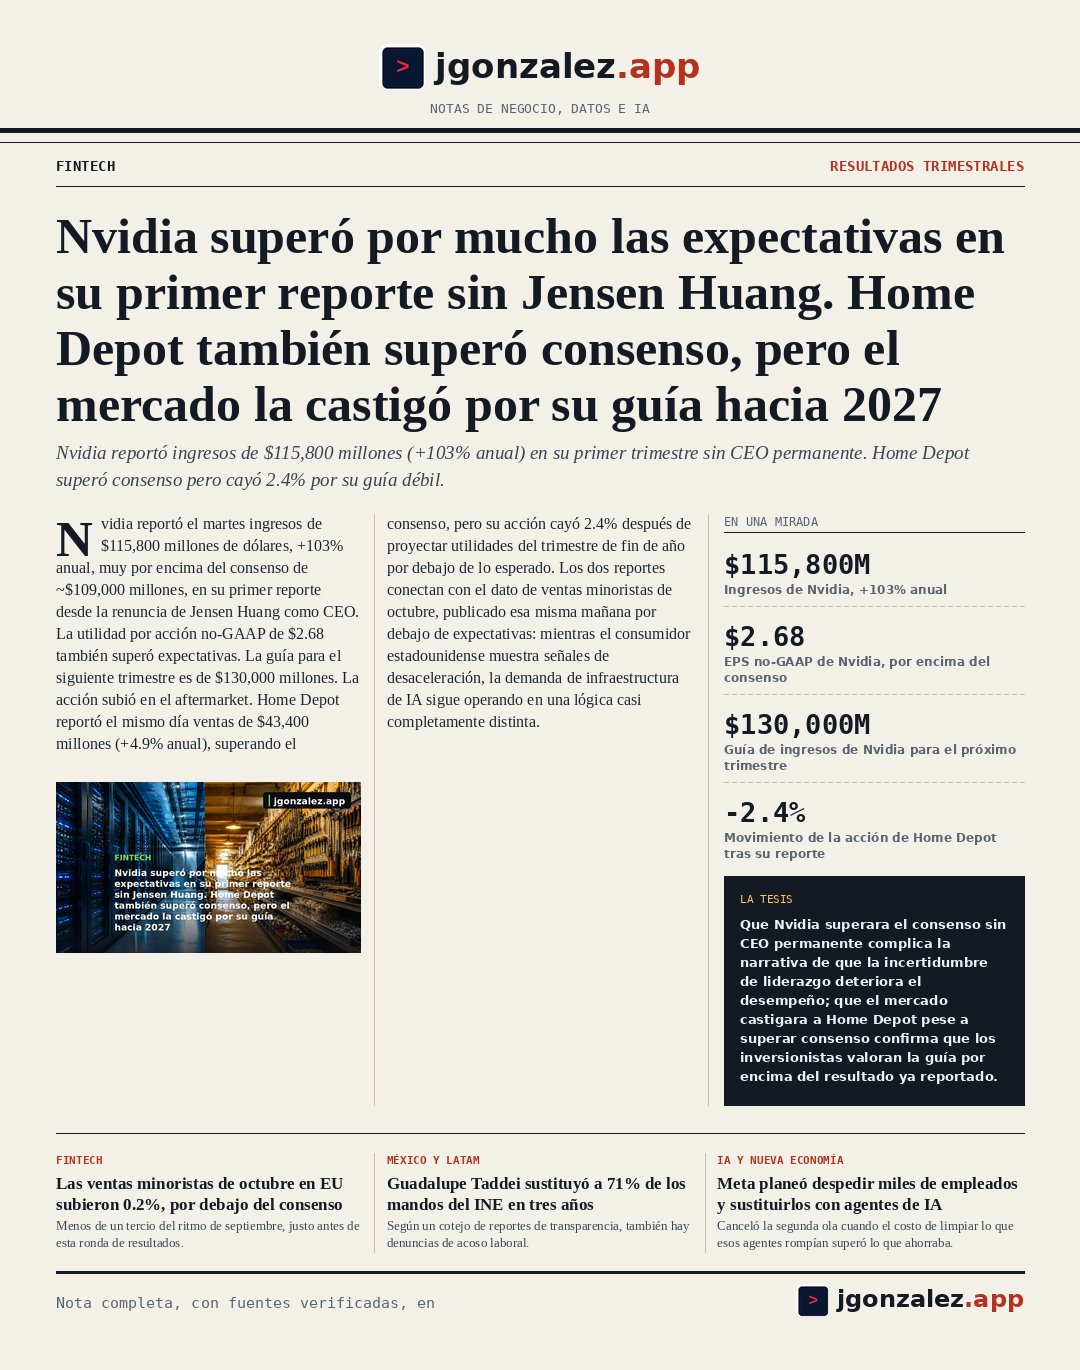 > jgonzalez.app
NOTAS DE NEGOCIO, DATOS E IA
FINTECH
RESULTADOS TRIMESTRALES
Nvidia superó por mucho las expectativas en
su primer reporte sin Jensen Huang. Home
Depot también superó consenso, pero el
mercado la castigó por su guía hacia 2027
Nvidia reportó ingresos de $115,800 millones (+103% anual) en su primer trimestre sin CEO permanente. Home Depot
superó consenso pero cayó 2.4% por su guía débil.
Nvidia reportó el martes ingresos de
$115,800 millones de dólares, +103%
anual, muy por encima del consenso de
~$109,000 millones, en su primer reporte
desde la renuncia de Jensen Huang como CEO.
La utilidad por acción no-GAAP de $2.68
también superó expectativas. La guía para el
siguiente trimestre es de $130,000 millones. La
acción subió en el aftermarket. Home Depot
reportó el mismo día ventas de $43,400
millones (+4.9% anual), superando el
jgonzalez.app
FINTECH
Nvidia superó por mucho las
expectativas en su primer reporte
sin Jensen Huang. Home Depot
también superó consenso, pero el
mercado la castigó por su guía
hacia 2027
consenso, pero su acción cayó 2.4% después de
proyectar utilidades del trimestre de fin de año
por debajo de lo esperado. Los dos reportes
conectan con el dato de ventas minoristas de
octubre, publicado esa misma mañana por
debajo de expectativas: mientras el consumidor
estadounidense muestra señales de
desaceleración, la demanda de infraestructura
de IA sigue operando en una lógica casi
completamente distinta.
EN UNA MIRADA
$115,800M
Ingresos de Nvidia, +103% anual
$2.68
EPS no-GAAP de Nvidia, por encima del
consenso
$130,000M
Guía de ingresos de Nvidia para el próximo
trimestre
-2.4%
Movimiento de la acción de Home Depot
tras su reporte
LA TESIS
Que Nvidia superara el consenso sin
CEO permanente complica la
narrativa de que la incertidumbre
de liderazgo deteriora el
desempeño; que el mercado
castigara a Home Depot pese a
superar consenso confirma que los
inversionistas valoran la guía por
encima del resultado ya reportado.
FINTECH
Las ventas minoristas de octubre en EU
subieron 0.2%, por debajo del consenso
Menos de un tercio del ritmo de septiembre, justo antes de
esta ronda de resultados.
MÉXICO Y LATAM
Guadalupe Taddei sustituyó a 71% de los
mandos del INE en tres años
Según un cotejo de reportes de transparencia, también hay
denuncias de acoso laboral.
IA Y NUEVA ECONOMÍA
Meta planeó despedir miles de empleados
y sustituirlos con agentes de IA
Canceló la segunda ola cuando el costo de limpiar lo que
esos agentes rompían superó lo que ahorraba.
Nota completa, con fuentes verificadas, en
> jgonzalez.app